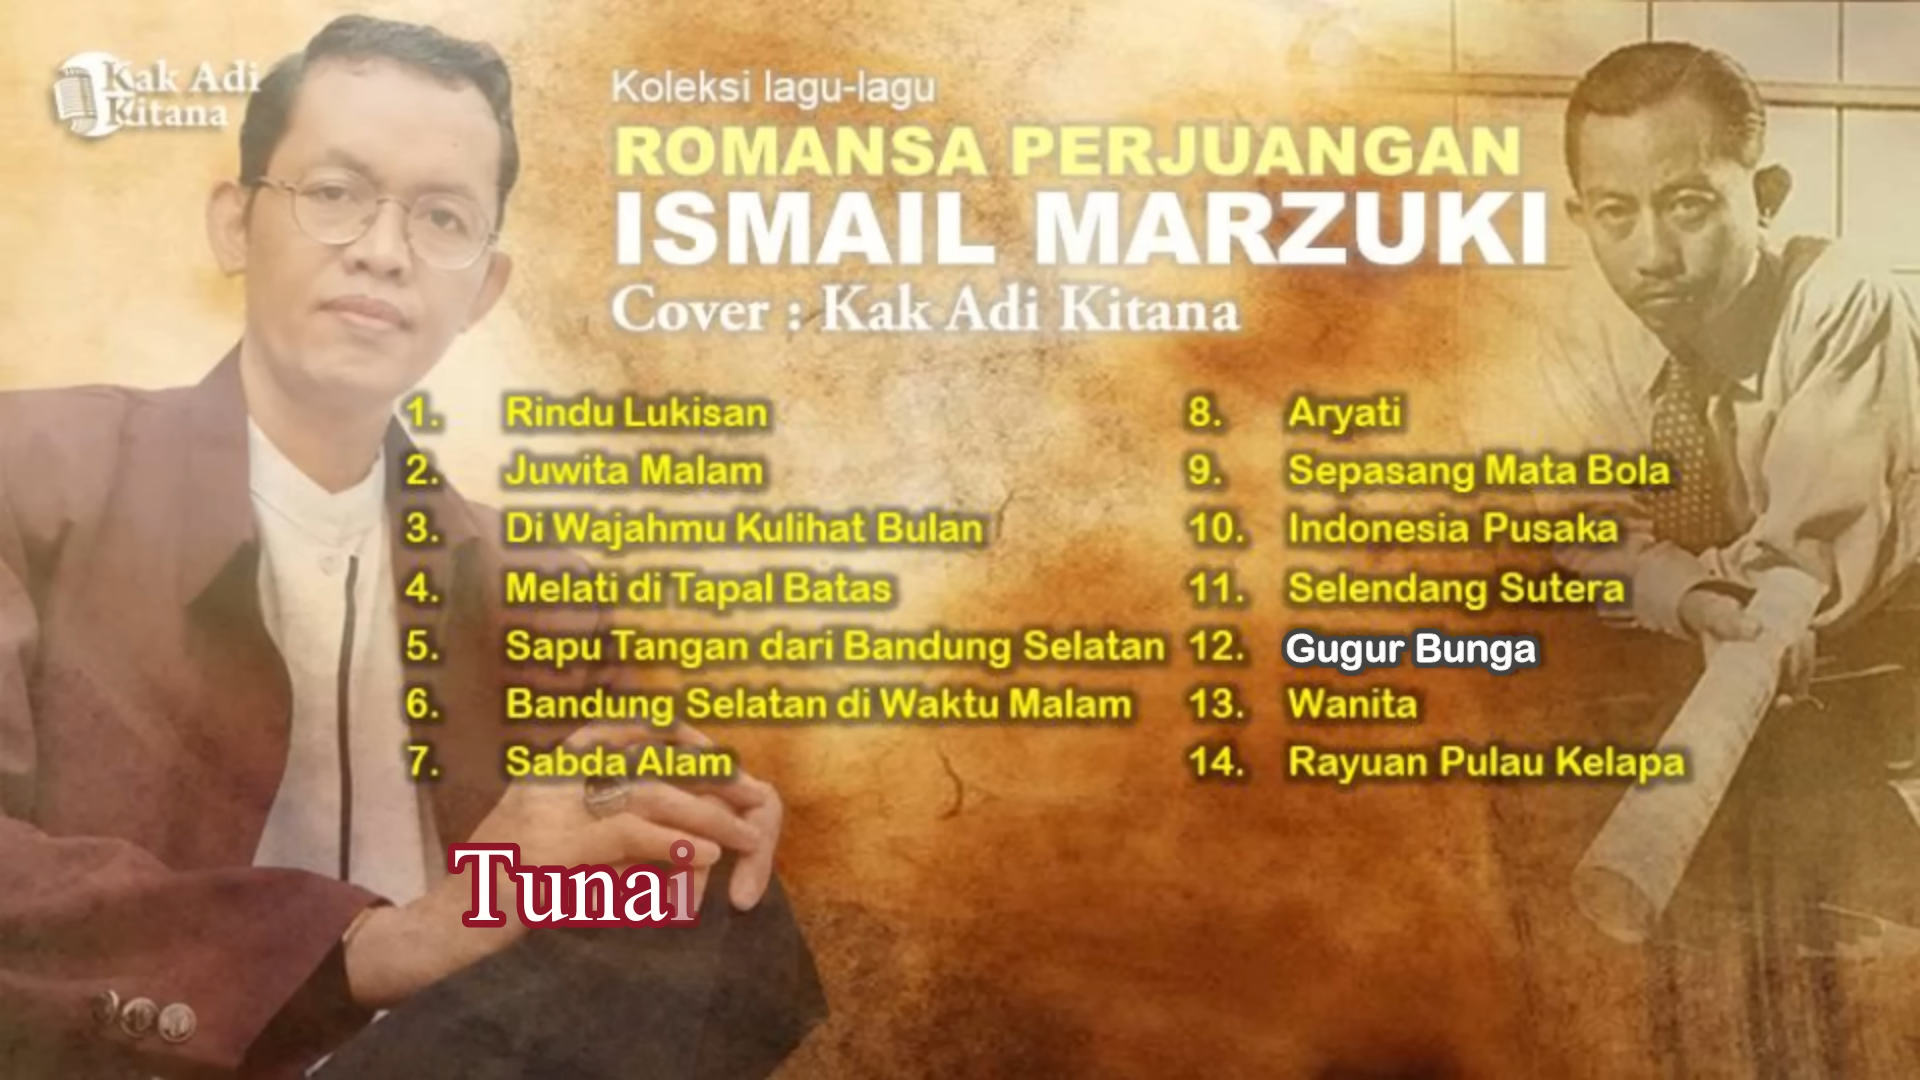 Kak Adi
Kitana
Koleksi lagu-lagu
ROMANSA PERJUANGAN
ISMAIL MARZUKI
Cover : Kak Adi Kitana
1. Rindu Lukisan
2. Juwita Malam
3. Di Wajahmu Kulihat Bulan
4. Melati di Tapal Batas
5. Sapu Tangan dari Bandung Selatan
6. Bandung Selatan di Waktu Malam
7. Sabda Alam
8. Aryati
9. Sepasang Mata Bola
10. Indonesia Pusaka
11. Selendang Sutera
12. Gugur Bunga
13. Wanita
14. Rayuan Pulau Kelapa
Tunai